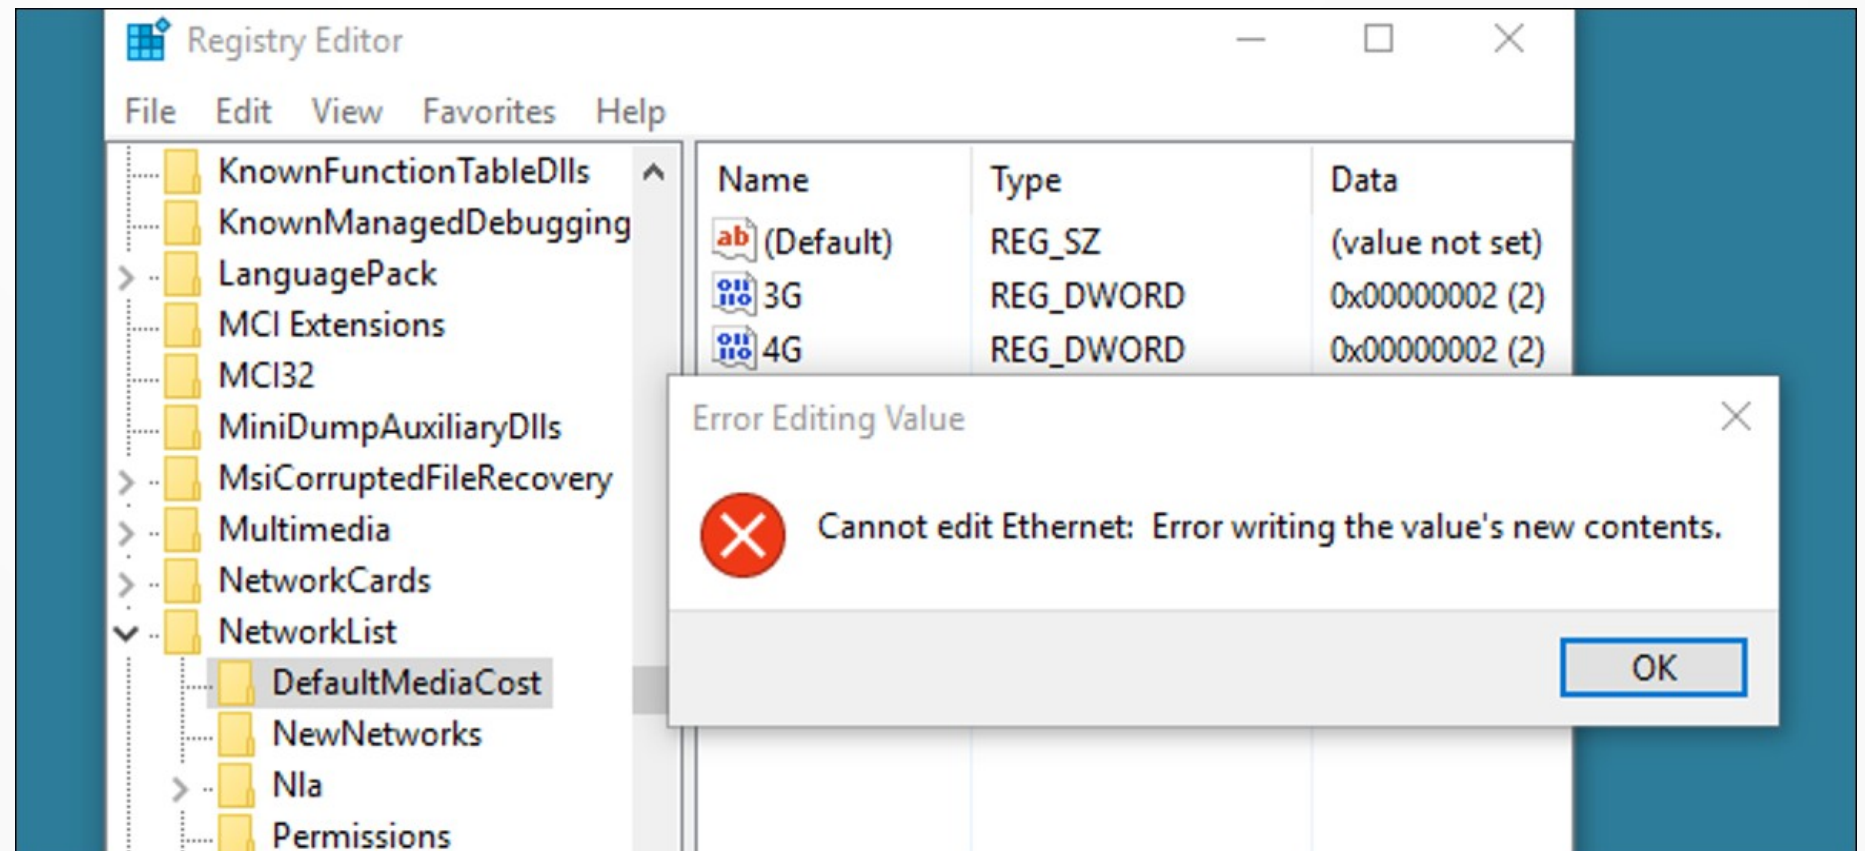 Registry Editor
File Edit View Favorites Help
KnownFunctionTableDlls
KnownManagedDebugging
LanguagePack
MCI Extensions
MCI32
MiniDumpAuxiliaryDlls
MsiCorruptedFileRecovery
Multimedia
NetworkCards
NetworkList
DefaultMediaCost
NewNetworks
Nla
Permissions
Name Type Data
ab (Default) REG_SZ (value not set)
3G REG_DWORD 0x00000002 (2)
4G REG_DWORD 0x00000002 (2)
Error Editing Value
Cannot edit Ethernet: Error writing the value's new contents.
OK